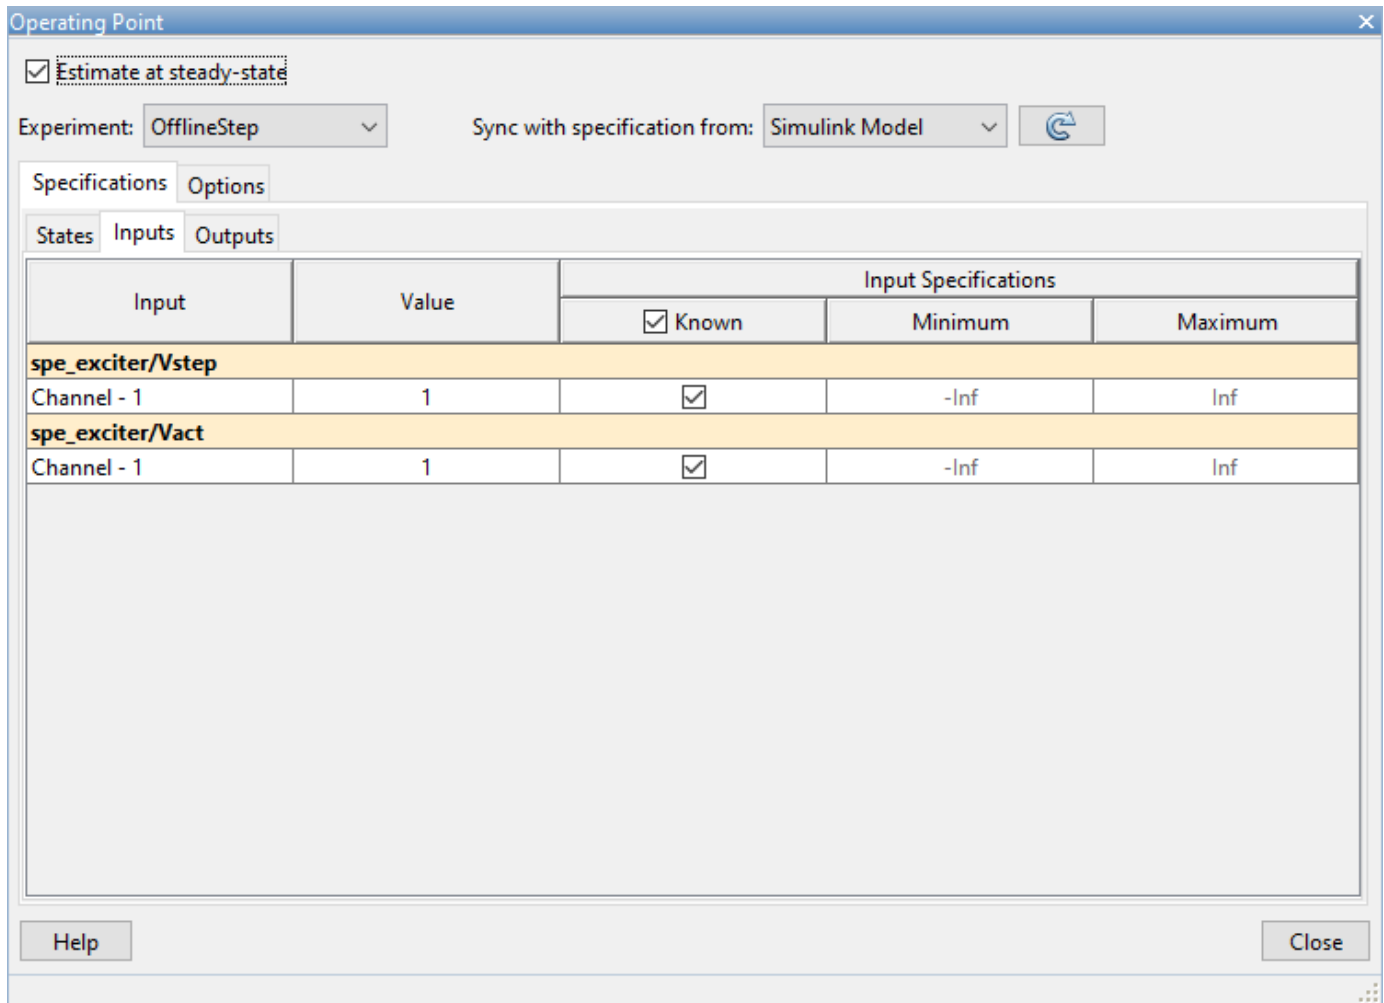 Operating Point
Estimate at steady-state
Experiment: OfflineStep Sync with specification from: Simulink Model
Specifications Options
States Inputs Outputs
Input Value Input Specifications
Known Minimum Maximum
spe_exciter/Vstep
Channel - 1 1 -Inf Inf
spe_exciter/Vact
Channel - 1 1 -Inf Inf
Help Close